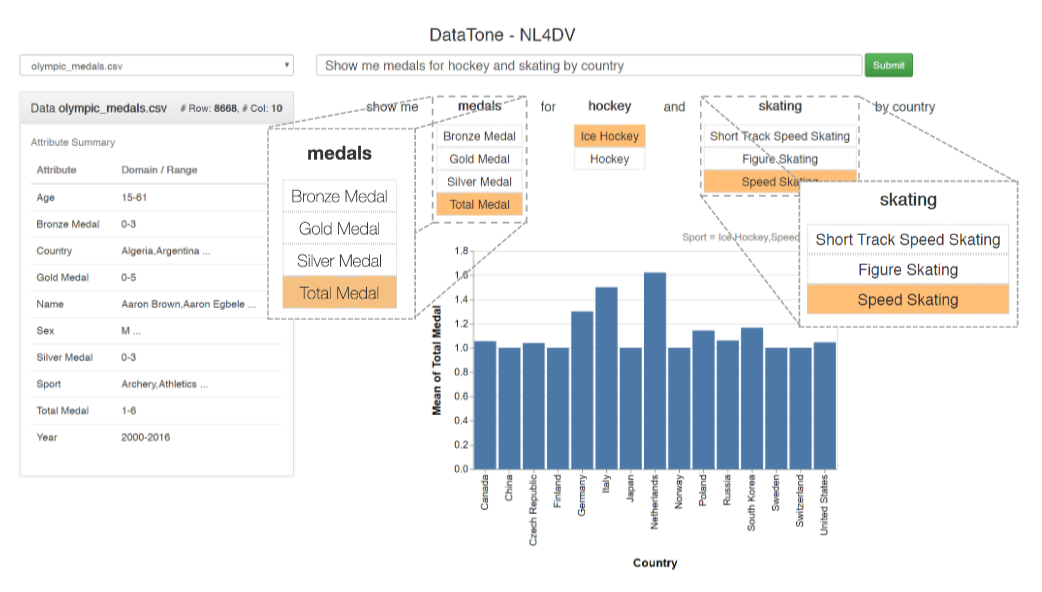 DataTone - NL4DV
olympic_medals.csv
Show me medals for hockey and skating by country
Submit
Data olympic_medals.csv # Row: 8668, # Col: 10
Attribute Summary
Attribute Domain / Range
Age 15-61
Bronze Medal 0-3
Country Algeria,Argentina ...
Gold Medal 0-5
Name Aaron Brown,Aaron Egbele ...
Sex M ...
Silver Medal 0-3
Sport Archery,Athletics ...
Total Medal 1-6
Year 2000-2016
show me medals for hockey and skating by country
Bronze Medal
Gold Medal
Silver Medal
Total Medal
Ice Hockey
Hockey
Short Track Speed Skating
Figure Skating
Speed Skating
medals
Bronze Medal
Gold Medal
Silver Medal
Total Medal
skating
Short Track Speed Skating
Figure Skating
Speed Skating
Sport = Ice Hockey,Speed
Mean of Total Medal
1.8
1.6
1.4
1.2
1.0
0.8
0.6
0.4
0.2
0.0
Canada
China
Czech Republic
Finland
Germany
Italy
Japan
Netherlands
Norway
Poland
Russia
South Korea
Sweden
Switzerland
United States
Country